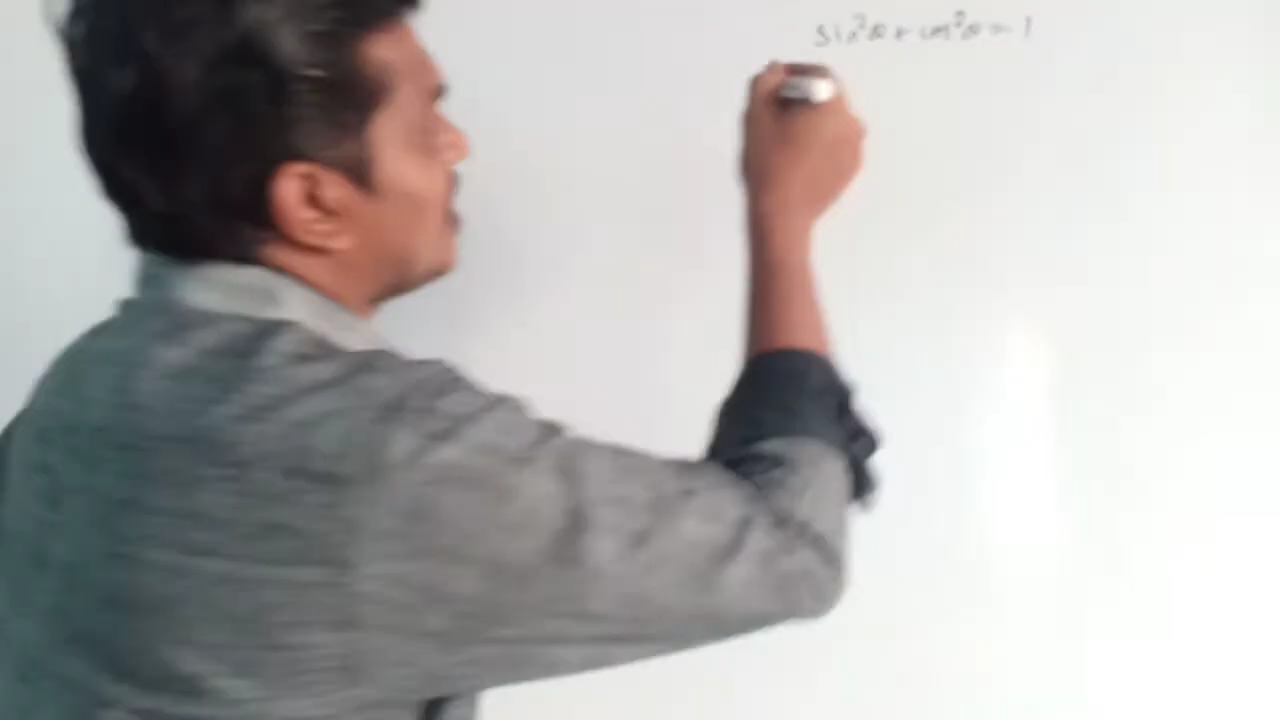 sin²θ + cos²θ = 1